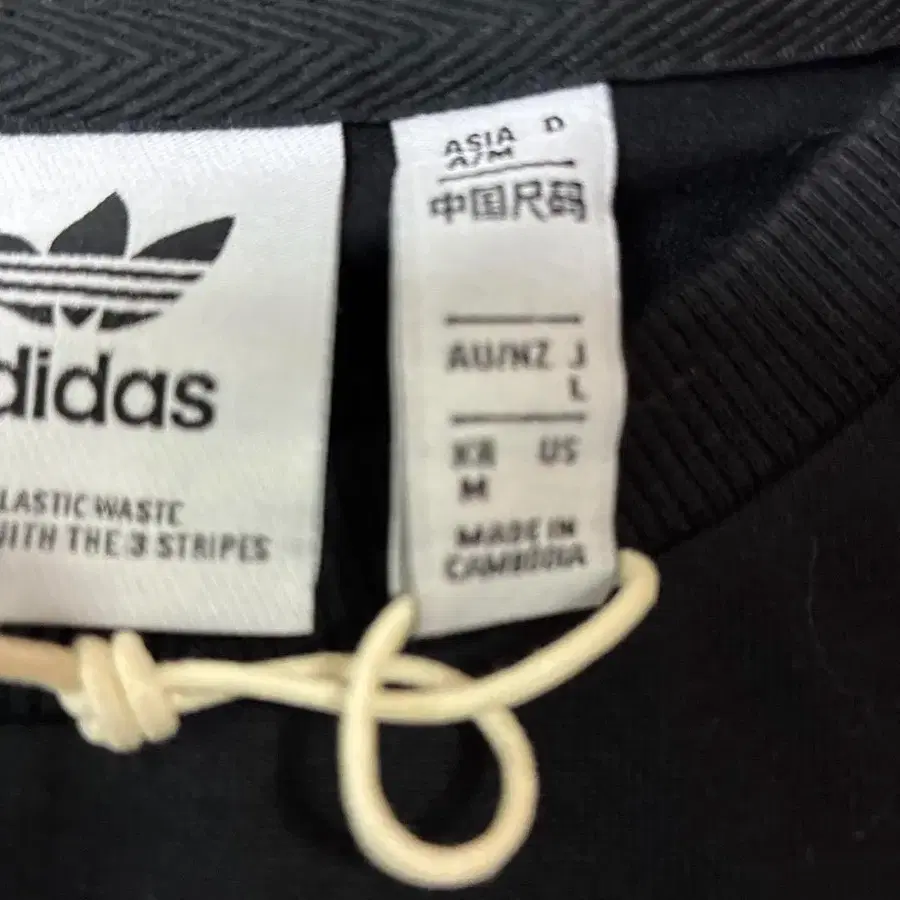 adidas
LASTIC WASTE
WITH THE 3 STRIPES
ASIA D
A/M
中国尺码
AU/NZ J
L
KR US
M
MADE IN
CAMBODIA